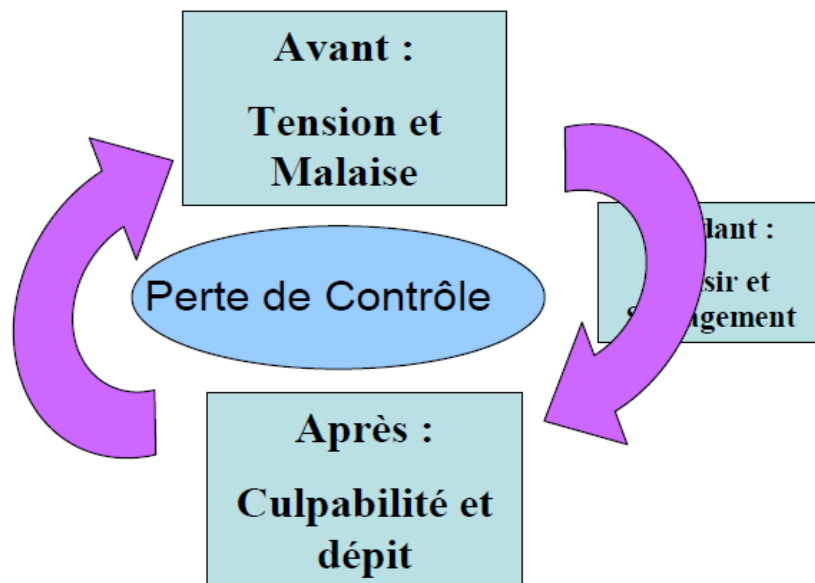 Avant :
Tension et
Malaise
:
et
Perte de Contrôle
Après :
Culpabilité et
dépit